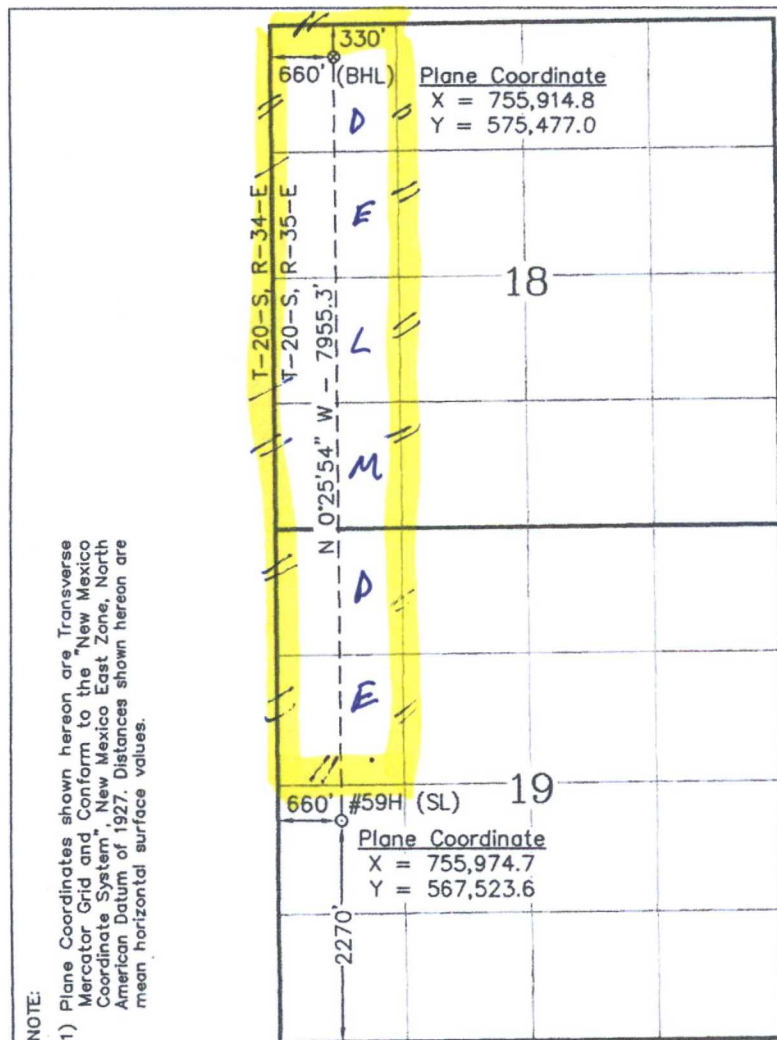 330'
660' (BHL)
Plane Coordinate
X = 755,914.8
Y = 575,477.0
D
T-20-S, R-34-E
T-20-S, R-35-E
E
18
N 0°25'54" W - 7955.3'
L
M
D
E
19
660' #59H (SL)
Plane Coordinate
X = 755,974.7
Y = 567,523.6
2270'
NOTE:
1) Plane Coordinates shown hereon are Transverse
Mercator Grid and Conform to the "New Mexico
Coordinate System", New Mexico East Zone, North
American Datum of 1927. Distances shown hereon are
mean horizontal surface values.